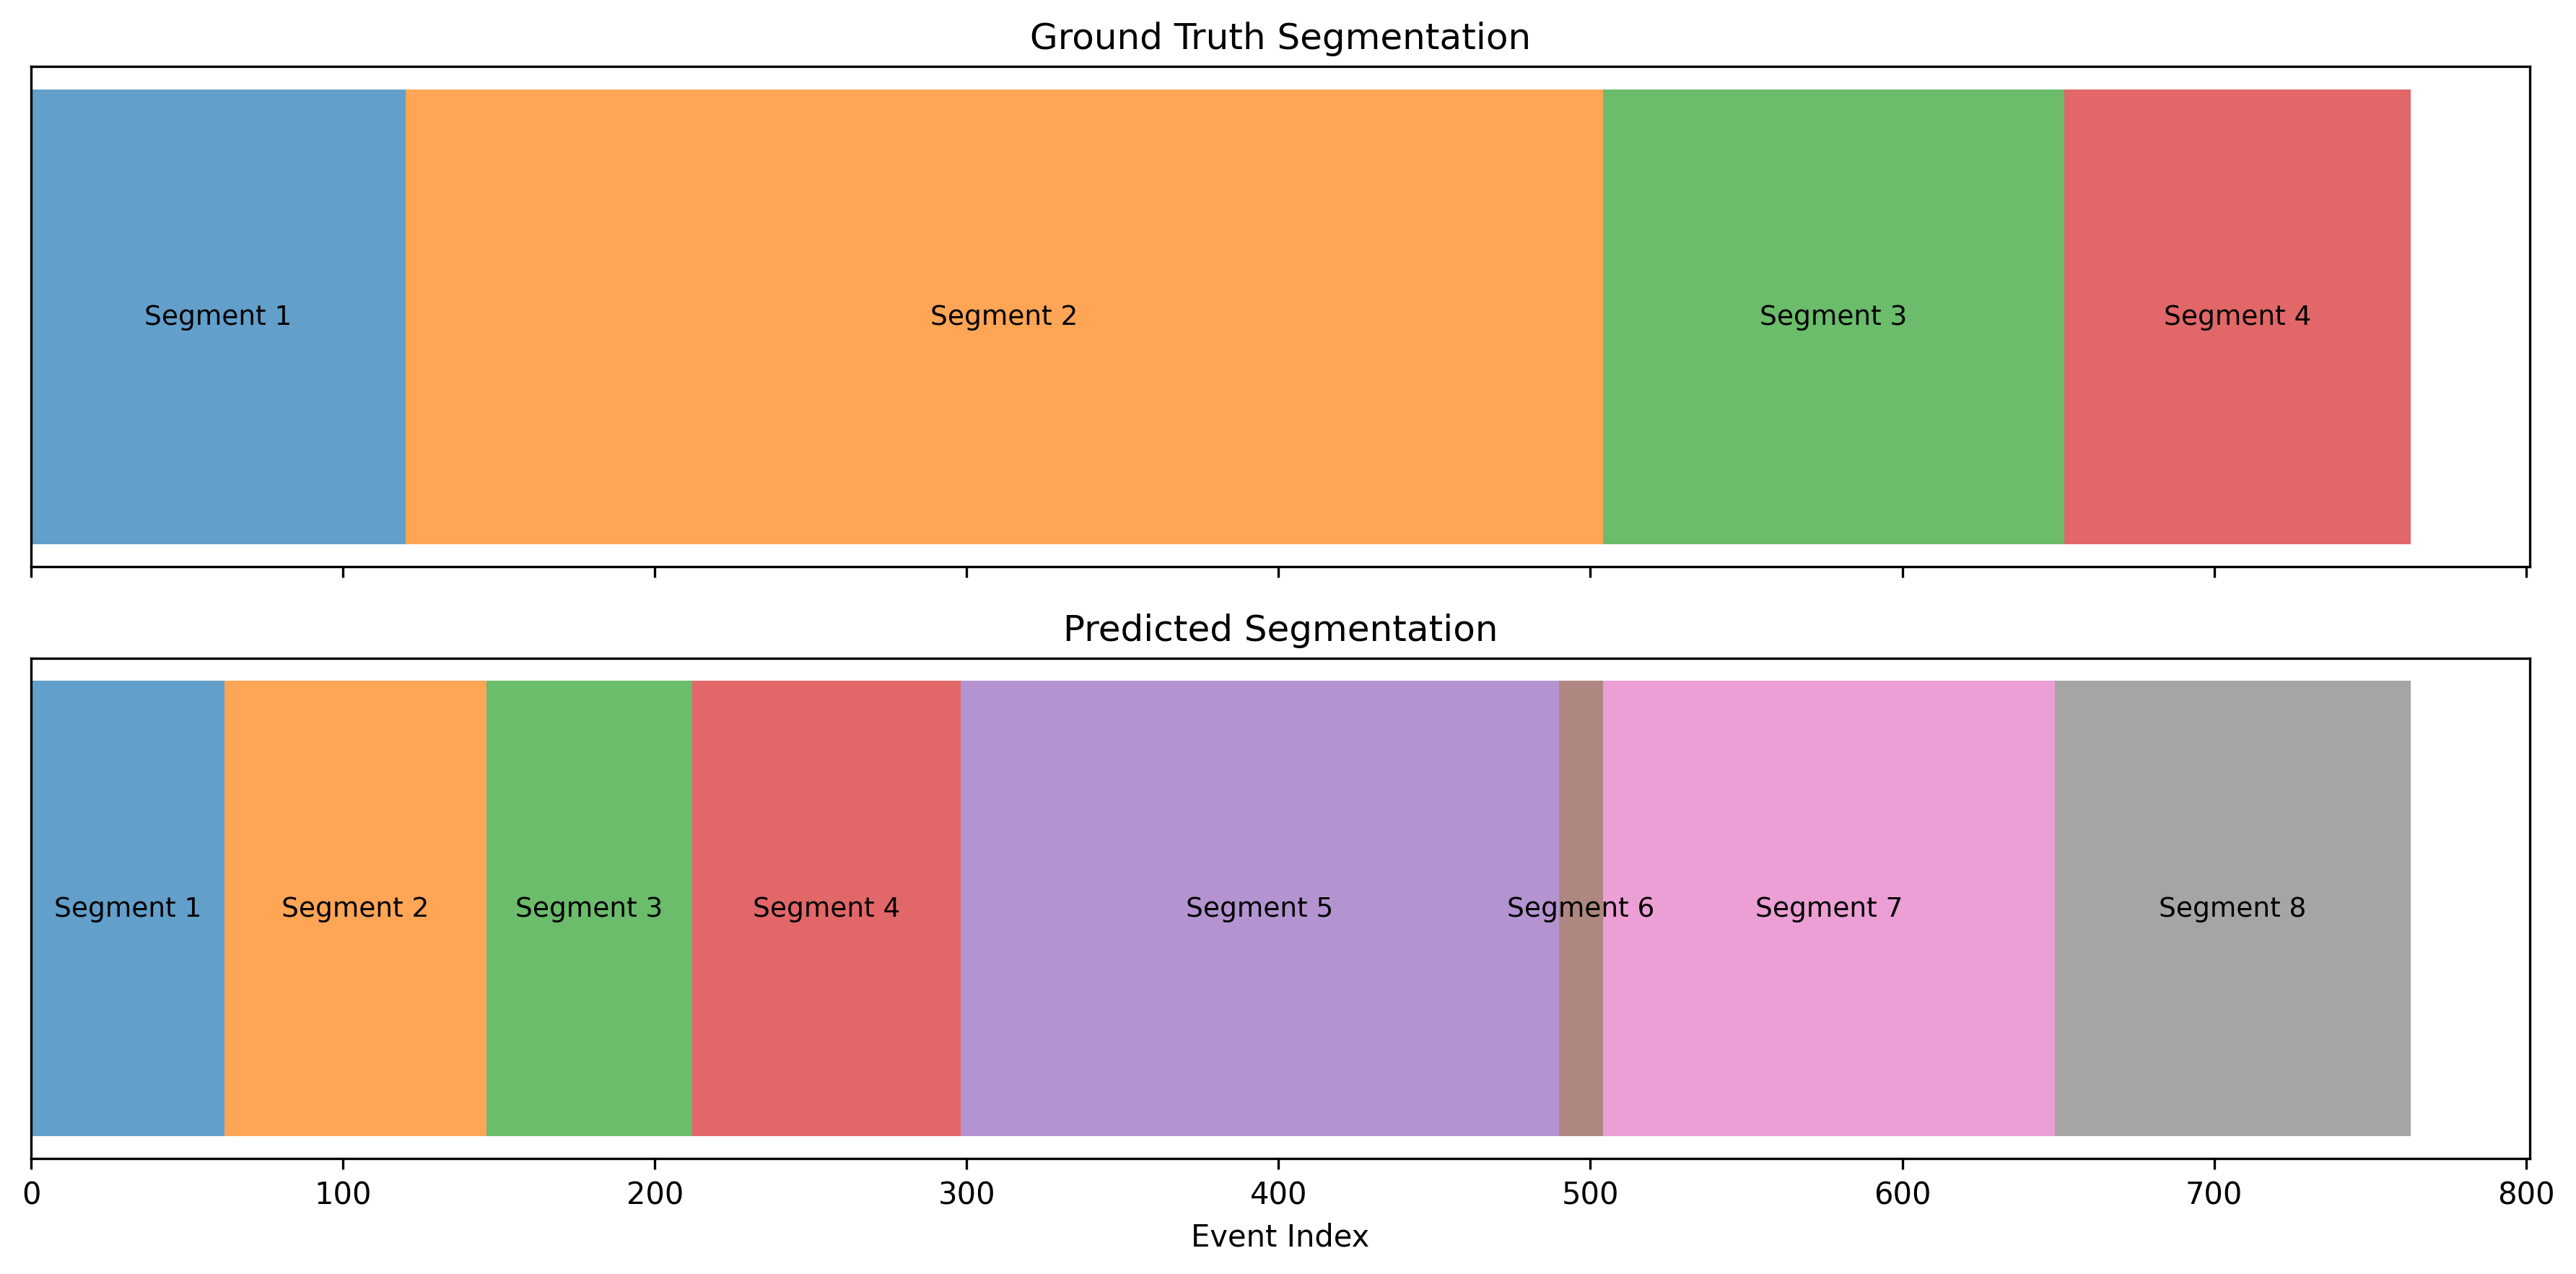 Ground Truth Segmentation
Segment 1 Segment 2 Segment 3 Segment 4
Predicted Segmentation
Segment 1 Segment 2 Segment 3 Segment 4 Segment 5 Segment 6 Segment 7 Segment 8
0 100 200 300 400 500 600 700 800
Event Index